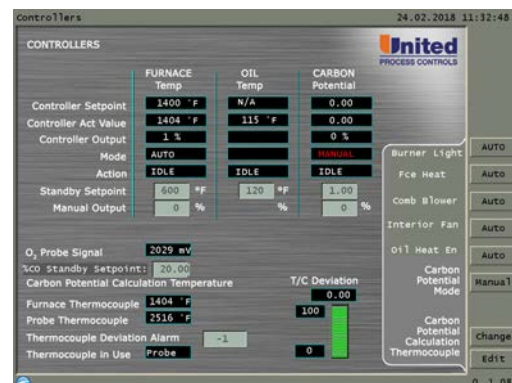 Controllers 24.02.2018 11:32:48
CONTROLLERS
United
PROCESS CONTROLS
FURNACE Temp OIL Temp CARBON Potential
Controller Setpoint 1400 °F N/A 0.00
Controller Act Value 1404 °F 115 °F 0.00
Controller Output 1 % 0 %
Mode AUTO MANUAL
Action IDLE IDLE IDLE
Standby Setpoint 600 °F 120 °F 1.00
Manual Output 0 % % 0 %
Burner Light AUTO
Fce Heat Auto
Comb Blower Auto
Interior Fan Auto
Oil Heat En Auto
Carbon Potential Mode Manual
Carbon Potential Calculation Thermocouple Change
Edit
O2 Probe Signal 2029 mV
%CO Standby Setpoint: 20.00
Carbon Potential Calculation Temperature T/C Deviation
0.00
Furnace Thermocouple 1404 °F 100
Probe Thermocouple 2516 °F
Thermocouple Deviation Alarm -1
Thermocouple in Use Probe 0